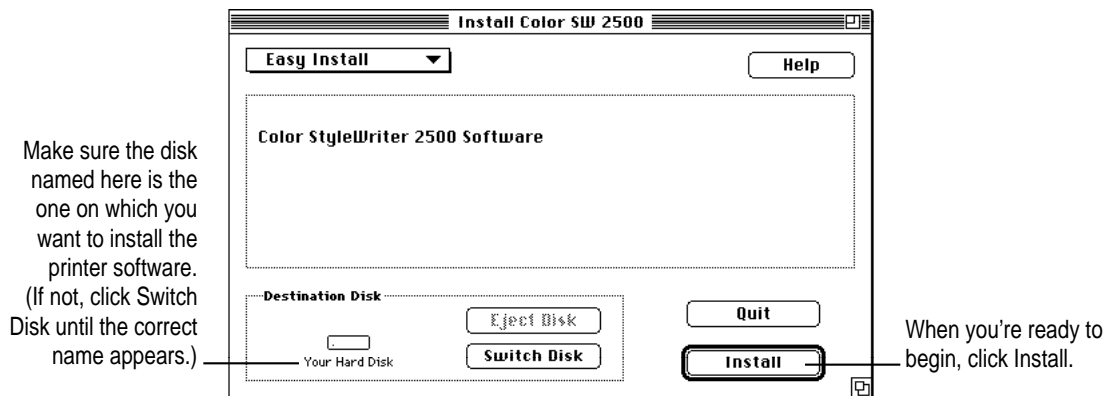 Install Color SW 2500
Easy Install
Help
Color StyleWriter 2500 Software
Make sure the disk
named here is the
one on which you
want to install the
printer software.
(If not, click Switch
Disk until the correct
name appears.)
Destination Disk
Eject Disk
Your Hard Disk
Switch Disk
Quit
Install
When you're ready to
begin, click Install.